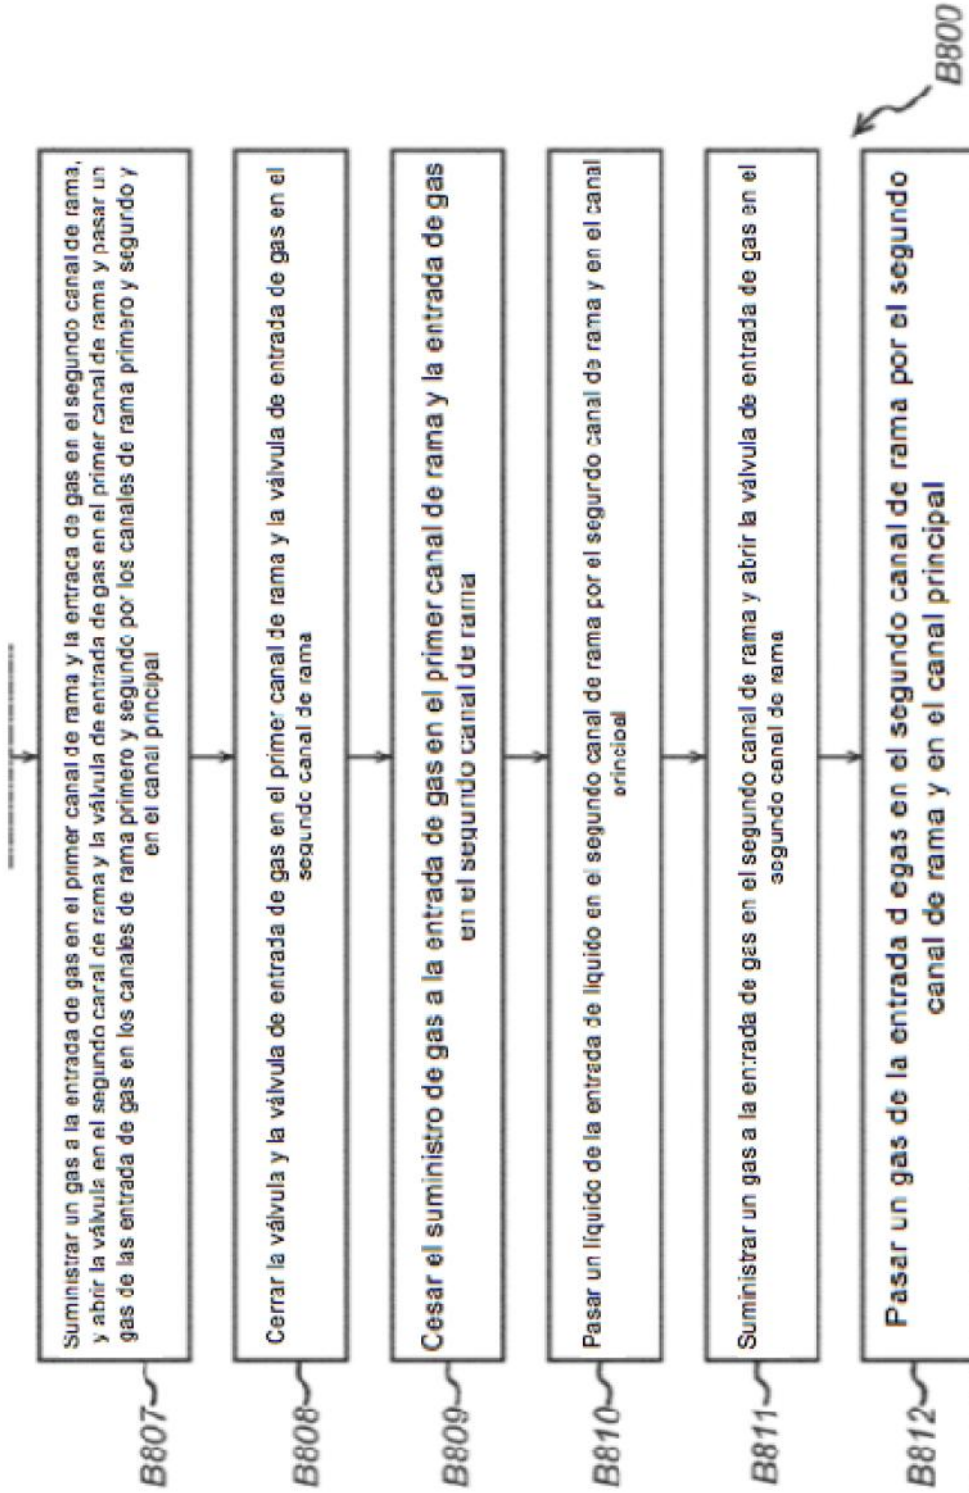 Suministrar un gas a la entrada de gas en el primer canal de rama y la entraca de gas en el segundo canal de rama,
y abrir la válvula en el segundo caral de rama y la válvula de entrada de gas en el primer canal de rama y pasar un
gas de las entrada de gas en los canales de rama primero y segundo por los canales de rama primero y segundo y
en el canal principal
B807
Cerrar la válvula y la válvula de entrada de gas en el primer canal de rama y la válvula de entrada de gas en el
segundo canal de rama
B808
Cesar el suministro de gas a la entrada de gas en el primer canal de rama y la entrada de gas
en el segundo canal de rama
B809
Pasar un líquido de la entrada de liquido en el segundo canal de rama por el segurdo canal de rama y en el canal
principal
B810
Suministrar un gas a la entrada de gas en el segundo canal de rama y abrir la válvula de entrada de gas en el
segundo canal de rama
B811
Pasar un gas de la entrada d egas en el segundo canal de rama por el segundo
canal de rama y en el canal principal
B812
B800